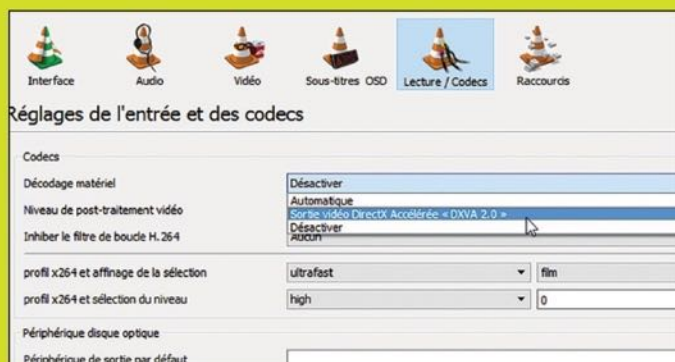 Interface Audio Vidéo Sous-titres OSD Lecture / Codecs Raccourcis
Réglages de l'entrée et des codecs
Codecs
Décodage matériel Désactiver
Automatique
Niveau de post-traitement vidéo Sortie vidéo DirectX Accélérée « DXVA 2.0 »
Désactiver
Inhiber le filtre de boucle H.264 Aucun
profil x264 et affinage de la sélection ultrafast film
profil x264 et sélection du niveau high 0
Périphérique disque optique
Périphérique de sortie par défaut